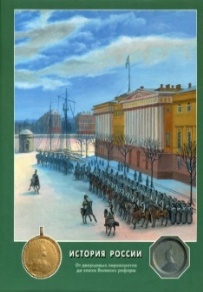 ИСТОРИЯ РОССИИ
От дворцовых переворотов
до эпохи Великих реформ